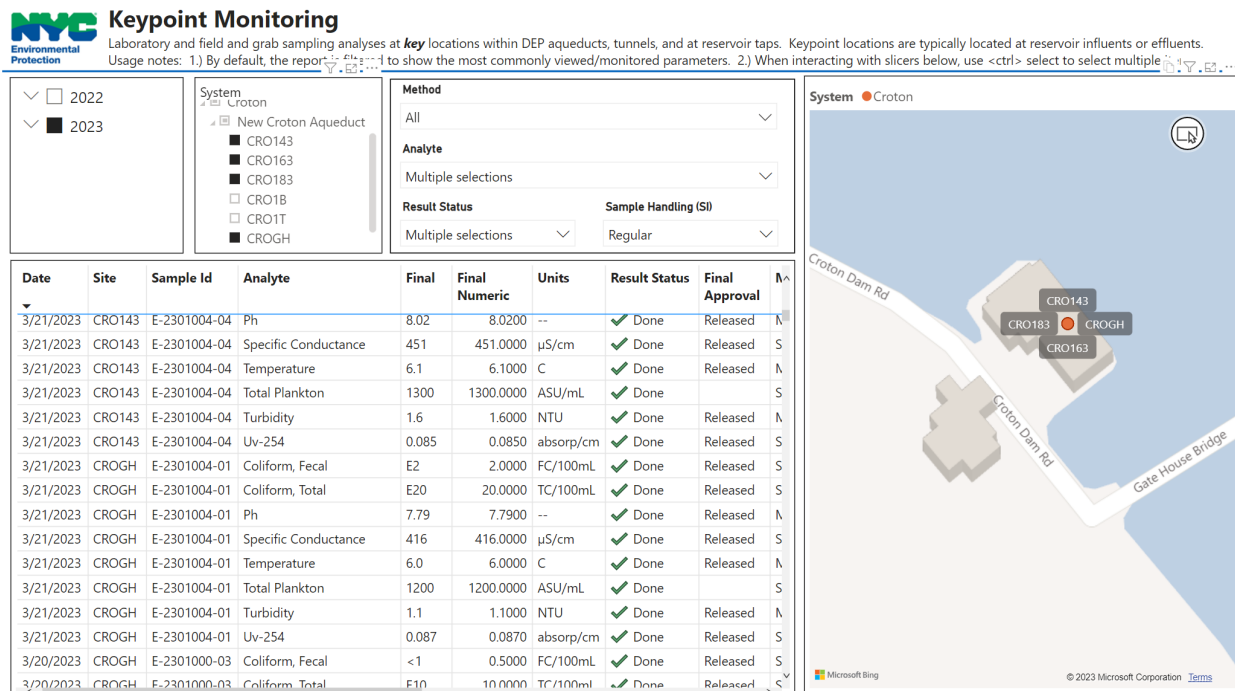 NYC
Environmental
Protection
Keypoint Monitoring
Laboratory and field and grab sampling analyses at key locations within DEP aqueducts, tunnels, and at reservoir taps. Keypoint locations are typically located at reservoir influents or effluents.
Usage notes: 1.) By default, the report is filtered to show the most commonly viewed/monitored parameters. 2.) When interacting with slicers below, use <ctrl> select to select multiple
2022
2023
System
Croton
New Croton Aqueduct
CRO143
CRO163
CRO183
CRO1B
CRO1T
CROGH
Method
All
Analyte
Multiple selections
Result Status Sample Handling (SI)
Multiple selections Regular
Date Site Sample Id Analyte Final Final Numeric Units Result Status Final Approval
3/21/2023 CRO143 E-2301004-04 Ph 8.02 8.0200 -- Done Released M
3/21/2023 CRO143 E-2301004-04 Specific Conductance 451 451.0000 µS/cm Done Released S
3/21/2023 CRO143 E-2301004-04 Temperature 6.1 6.1000 C Done Released M
3/21/2023 CRO143 E-2301004-04 Total Plankton 1300 1300.0000 ASU/mL Done S
3/21/2023 CRO143 E-2301004-04 Turbidity 1.6 1.6000 NTU Done Released M
3/21/2023 CRO143 E-2301004-04 Uv-254 0.085 0.0850 absorp/cm Done Released S
3/21/2023 CROGH E-2301004-01 Coliform, Fecal E2 2.0000 FC/100mL Done Released S
3/21/2023 CROGH E-2301004-01 Coliform, Total E20 20.0000 TC/100mL Done Released S
3/21/2023 CROGH E-2301004-01 Ph 7.79 7.7900 -- Done Released M
3/21/2023 CROGH E-2301004-01 Specific Conductance 416 416.0000 µS/cm Done Released S
3/21/2023 CROGH E-2301004-01 Temperature 6.0 6.0000 C Done Released M
3/21/2023 CROGH E-2301004-01 Total Plankton 1200 1200.0000 ASU/mL Done S
3/21/2023 CROGH E-2301004-01 Turbidity 1.1 1.1000 NTU Done Released M
3/21/2023 CROGH E-2301004-01 Uv-254 0.087 0.0870 absorp/cm Done Released S
3/20/2023 CROGH E-2301000-03 Coliform, Fecal <1 0.5000 FC/100mL Done Released S
3/20/2023 CROGH E-2301000-03 Coliform, Total E10 10.0000 TC/100mL Done Released S
System Croton
Croton Dam Rd
CRO143
CRO183 CROGH
CRO163
Croton Dam Rd
Gate House Bridge
Microsoft Bing
© 2023 Microsoft Corporation Terms